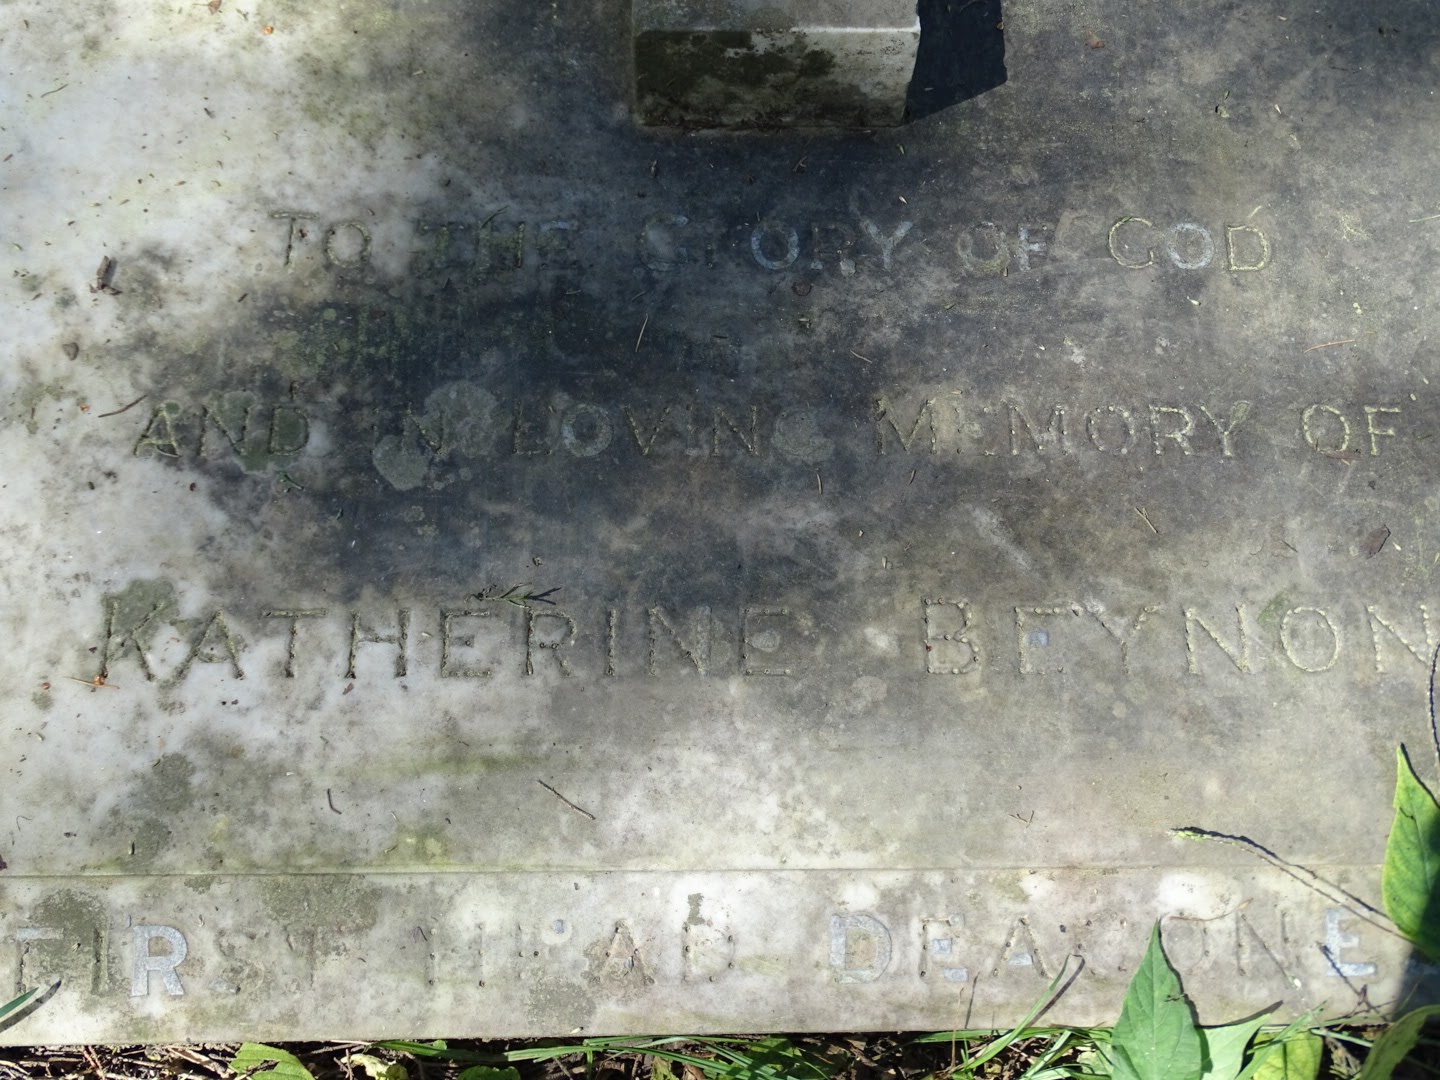 TO THE GLORY OF GOD
AND IN LOVING MEMORY OF
KATHERINE BEYNON
FIRST HEAD DEACONE